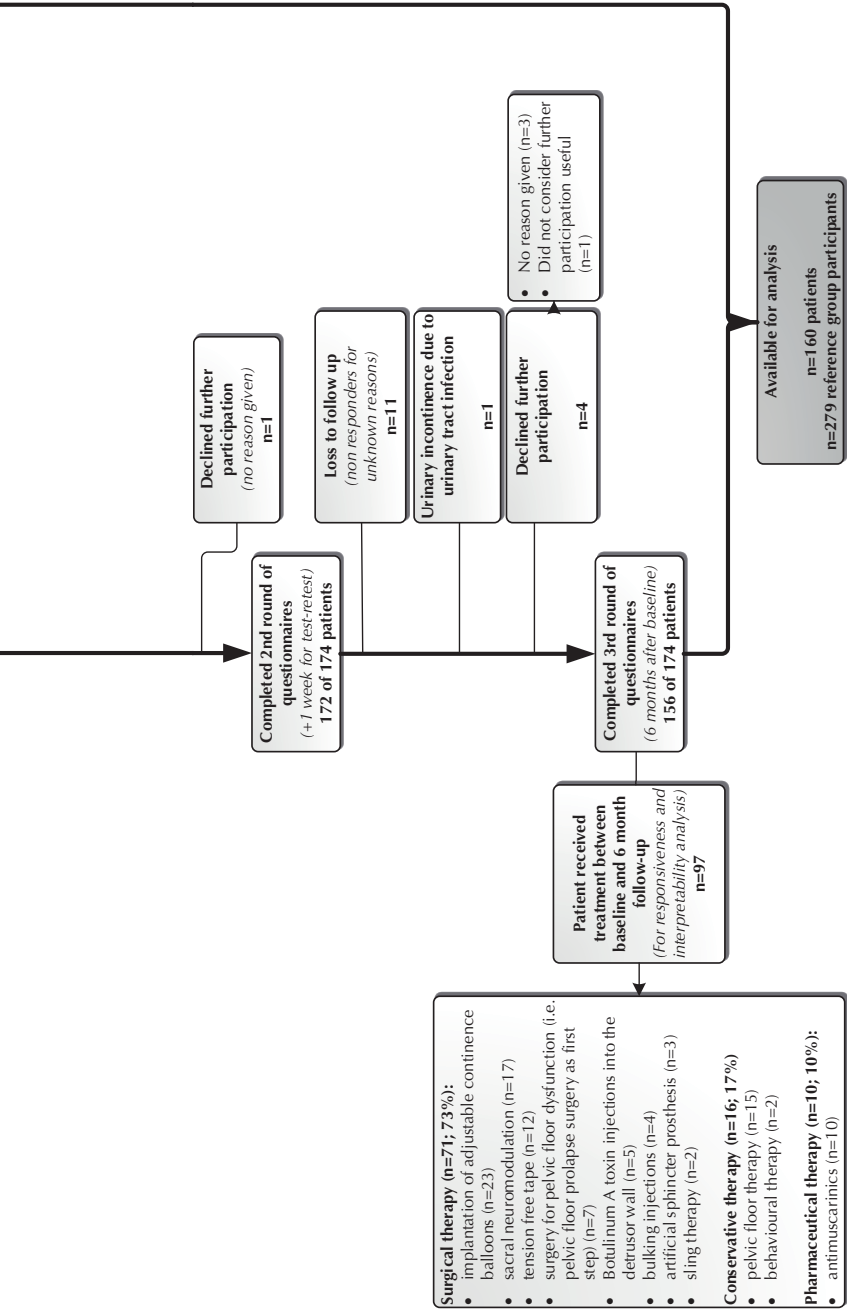 Declined further
participation
(no reason given)
n=1
Completed 2nd round of
questionnaires
(+1 week for test-retest)
172 of 174 patients
Loss to follow up
(non responders for
unknown reasons)
n=11
Urinary incontinence due to
urinary tract infection
n=1
Declined further
participation
n=4
• No reason given (n=3)
• Did not consider further
participation useful
(n=1)
Completed 3rd round of
questionnaires
(6 months after baseline)
156 of 174 patients
Patient received
treatment between
baseline and 6 month
follow-up
(For responsiveness and
interpretability analysis)
n=97
Surgical therapy (n=71; 73%):
• implantation of adjustable continence
balloons (n=23)
• sacral neuromodulation (n=17)
• tension free tape (n=12)
• surgery for pelvic floor dysfunction (i.e.
pelvic floor prolapse surgery as first
step) (n=7)
• Botulinum A toxin injections into the
detrusor wall (n=5)
• bulking injections (n=4)
• artificial sphincter prosthesis (n=3)
• sling therapy (n=2)
Conservative therapy (n=16; 17%)
• pelvic floor therapy (n=15)
• behavioural therapy (n=2)
Pharmaceutical therapy (n=10; 10%):
• antimuscarinics (n=10)
Available for analysis
n=160 patients
n=279 reference group participants